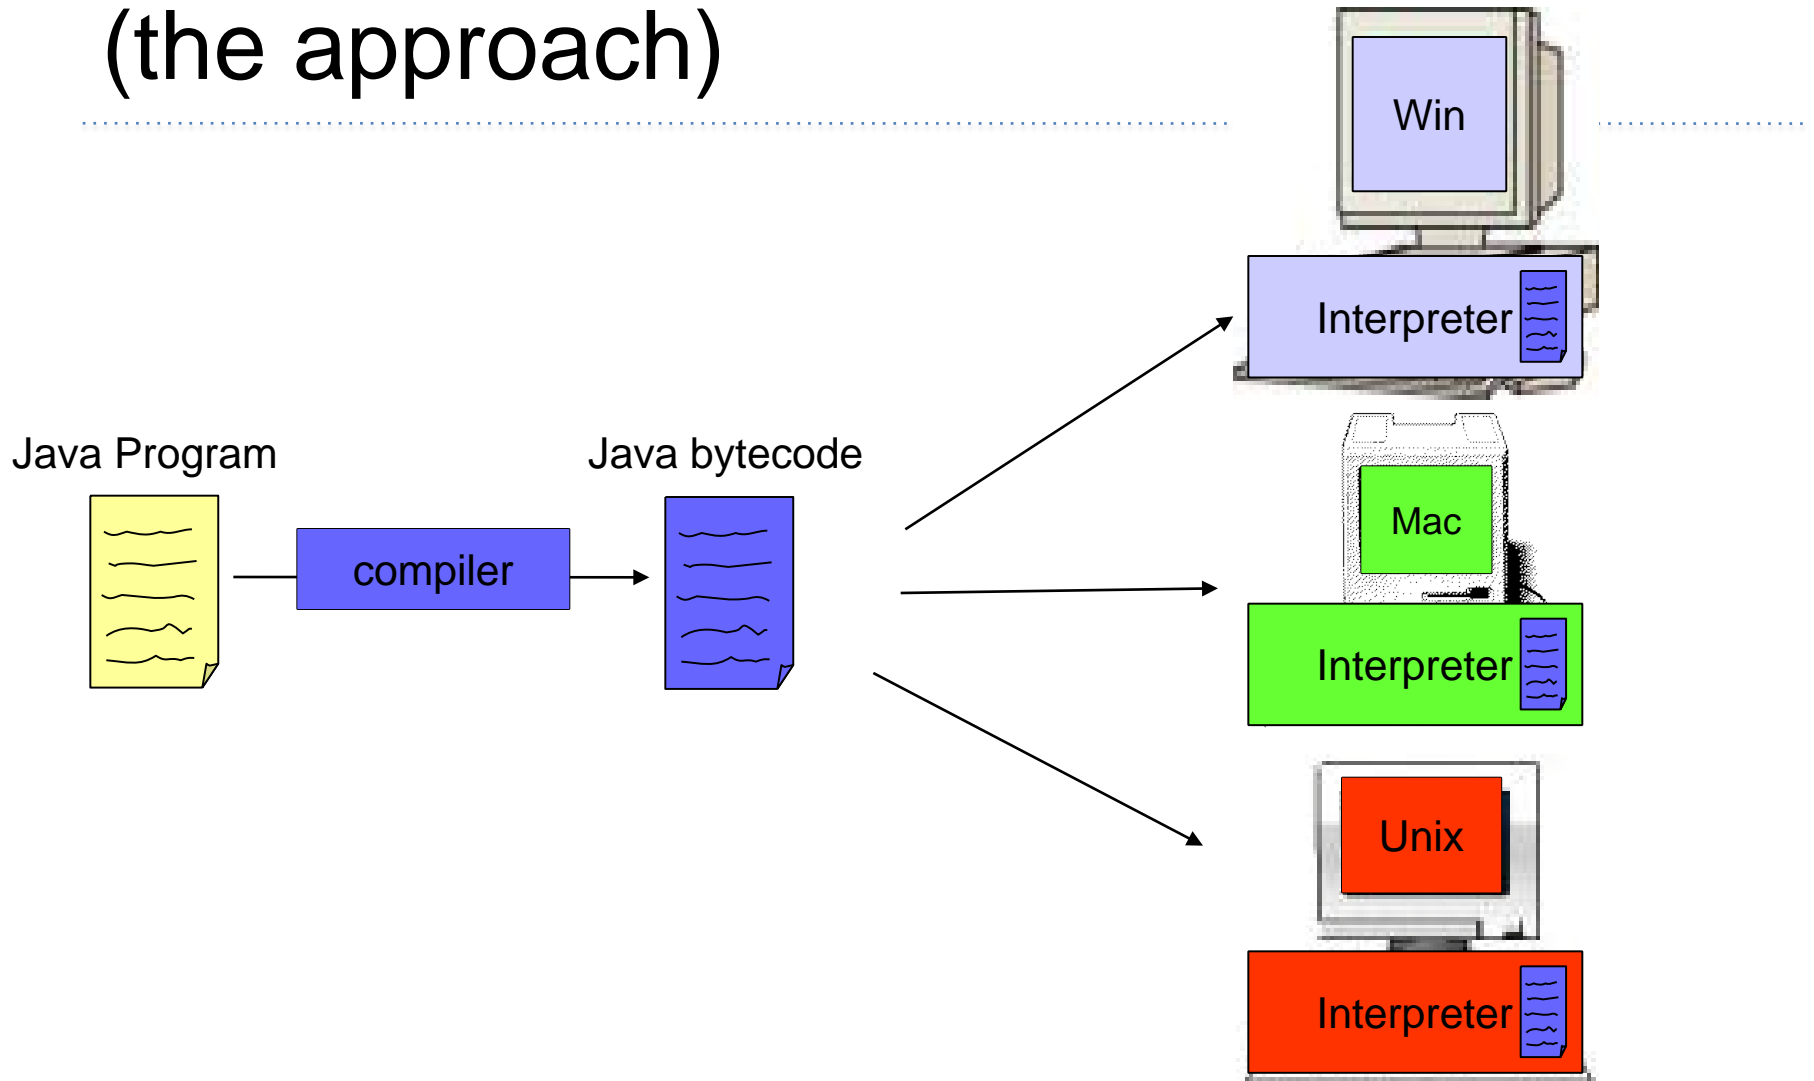 (the approach)
Win
Interpreter
Java Program
Java bytecode
compiler
Mac
Interpreter
Unix
Interpreter